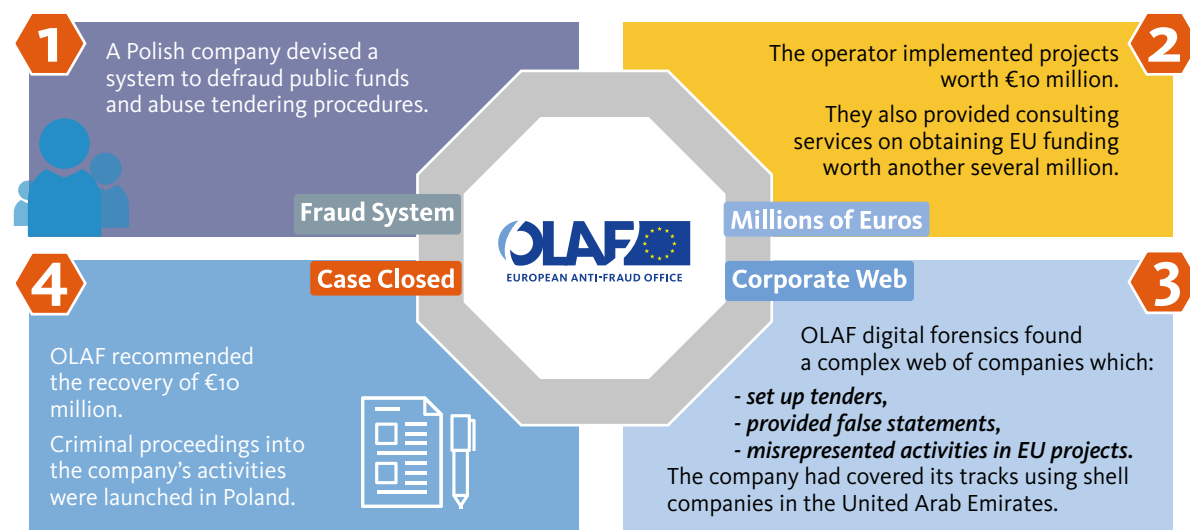 1
A Polish company devised a
system to defraud public funds
and abuse tendering procedures.
Fraud System
2
The operator implemented projects
worth €10 million.
They also provided consulting
services on obtaining EU funding
worth another several million.
Millions of Euros
OLAF
EUROPEAN ANTI-FRAUD OFFICE
Corporate Web
3
OLAF digital forensics found
a complex web of companies which:
- set up tenders,
- provided false statements,
- misrepresented activities in EU projects.
The company had covered its tracks using shell
companies in the United Arab Emirates.
4
Case Closed
OLAF recommended
the recovery of €10
million.
Criminal proceedings into
the company's activities
were launched in Poland.